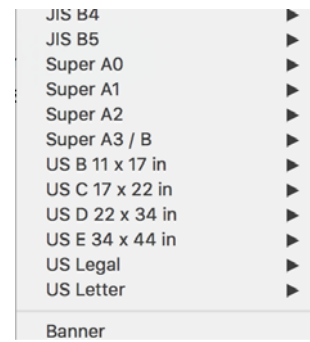 JIS B4
JIS B5
Super A0
Super A1
Super A2
Super A3 / B
US B 11 x 17 in
US C 17 x 22 in
US D 22 x 34 in
US E 34 x 44 in
US Legal
US Letter
Banner